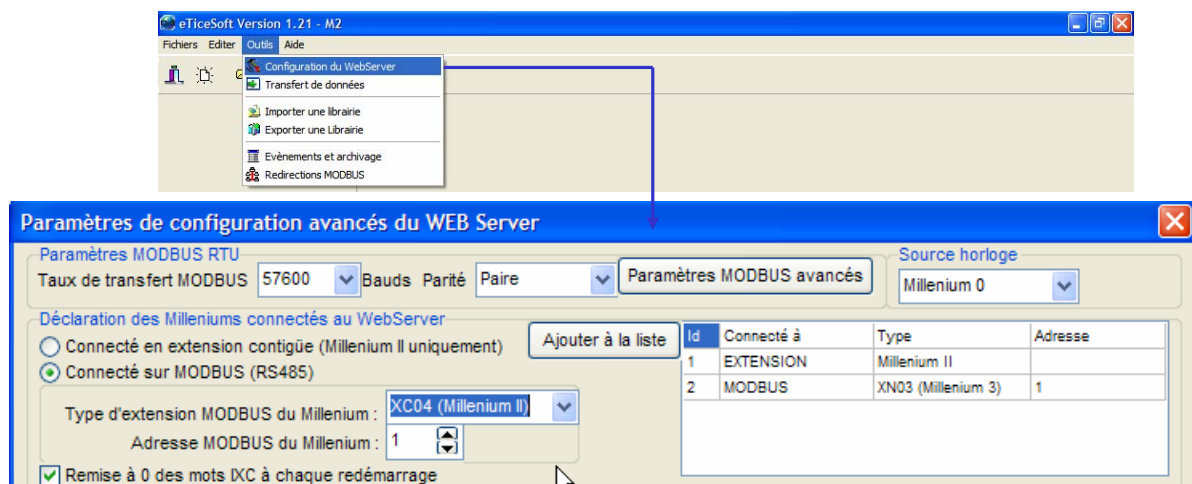 eTiceSoft Version 1.21 - M2
Fichiers Editer Outils Aide
Configuration du WebServer
Transfert de données
Importer une librairie
Exporter une Librairie
Evènements et archivage
Redirections MODBUS
Paramètres de configuration avancés du WEB Server
Paramètres MODBUS RTU
Source horloge
Taux de transfert MODBUS 57600 Bauds Parité Paire Paramètres MODBUS avancés
Millenium 0
Déclaration des Milleniums connectés au WebServer
Connecté en extension contigüe (Millenium II uniquement)
Ajouter à la liste
Connecté sur MODBUS (RS485)
Type d'extension MODBUS du Millenium : XC04 (Millenium II)
Adresse MODBUS du Millenium : 1
Remise à 0 des mots IXC à chaque redémarrage
Id Connecté à Type Adresse
1 EXTENSION Millenium II
2 MODBUS XN03 (Millenium 3) 1